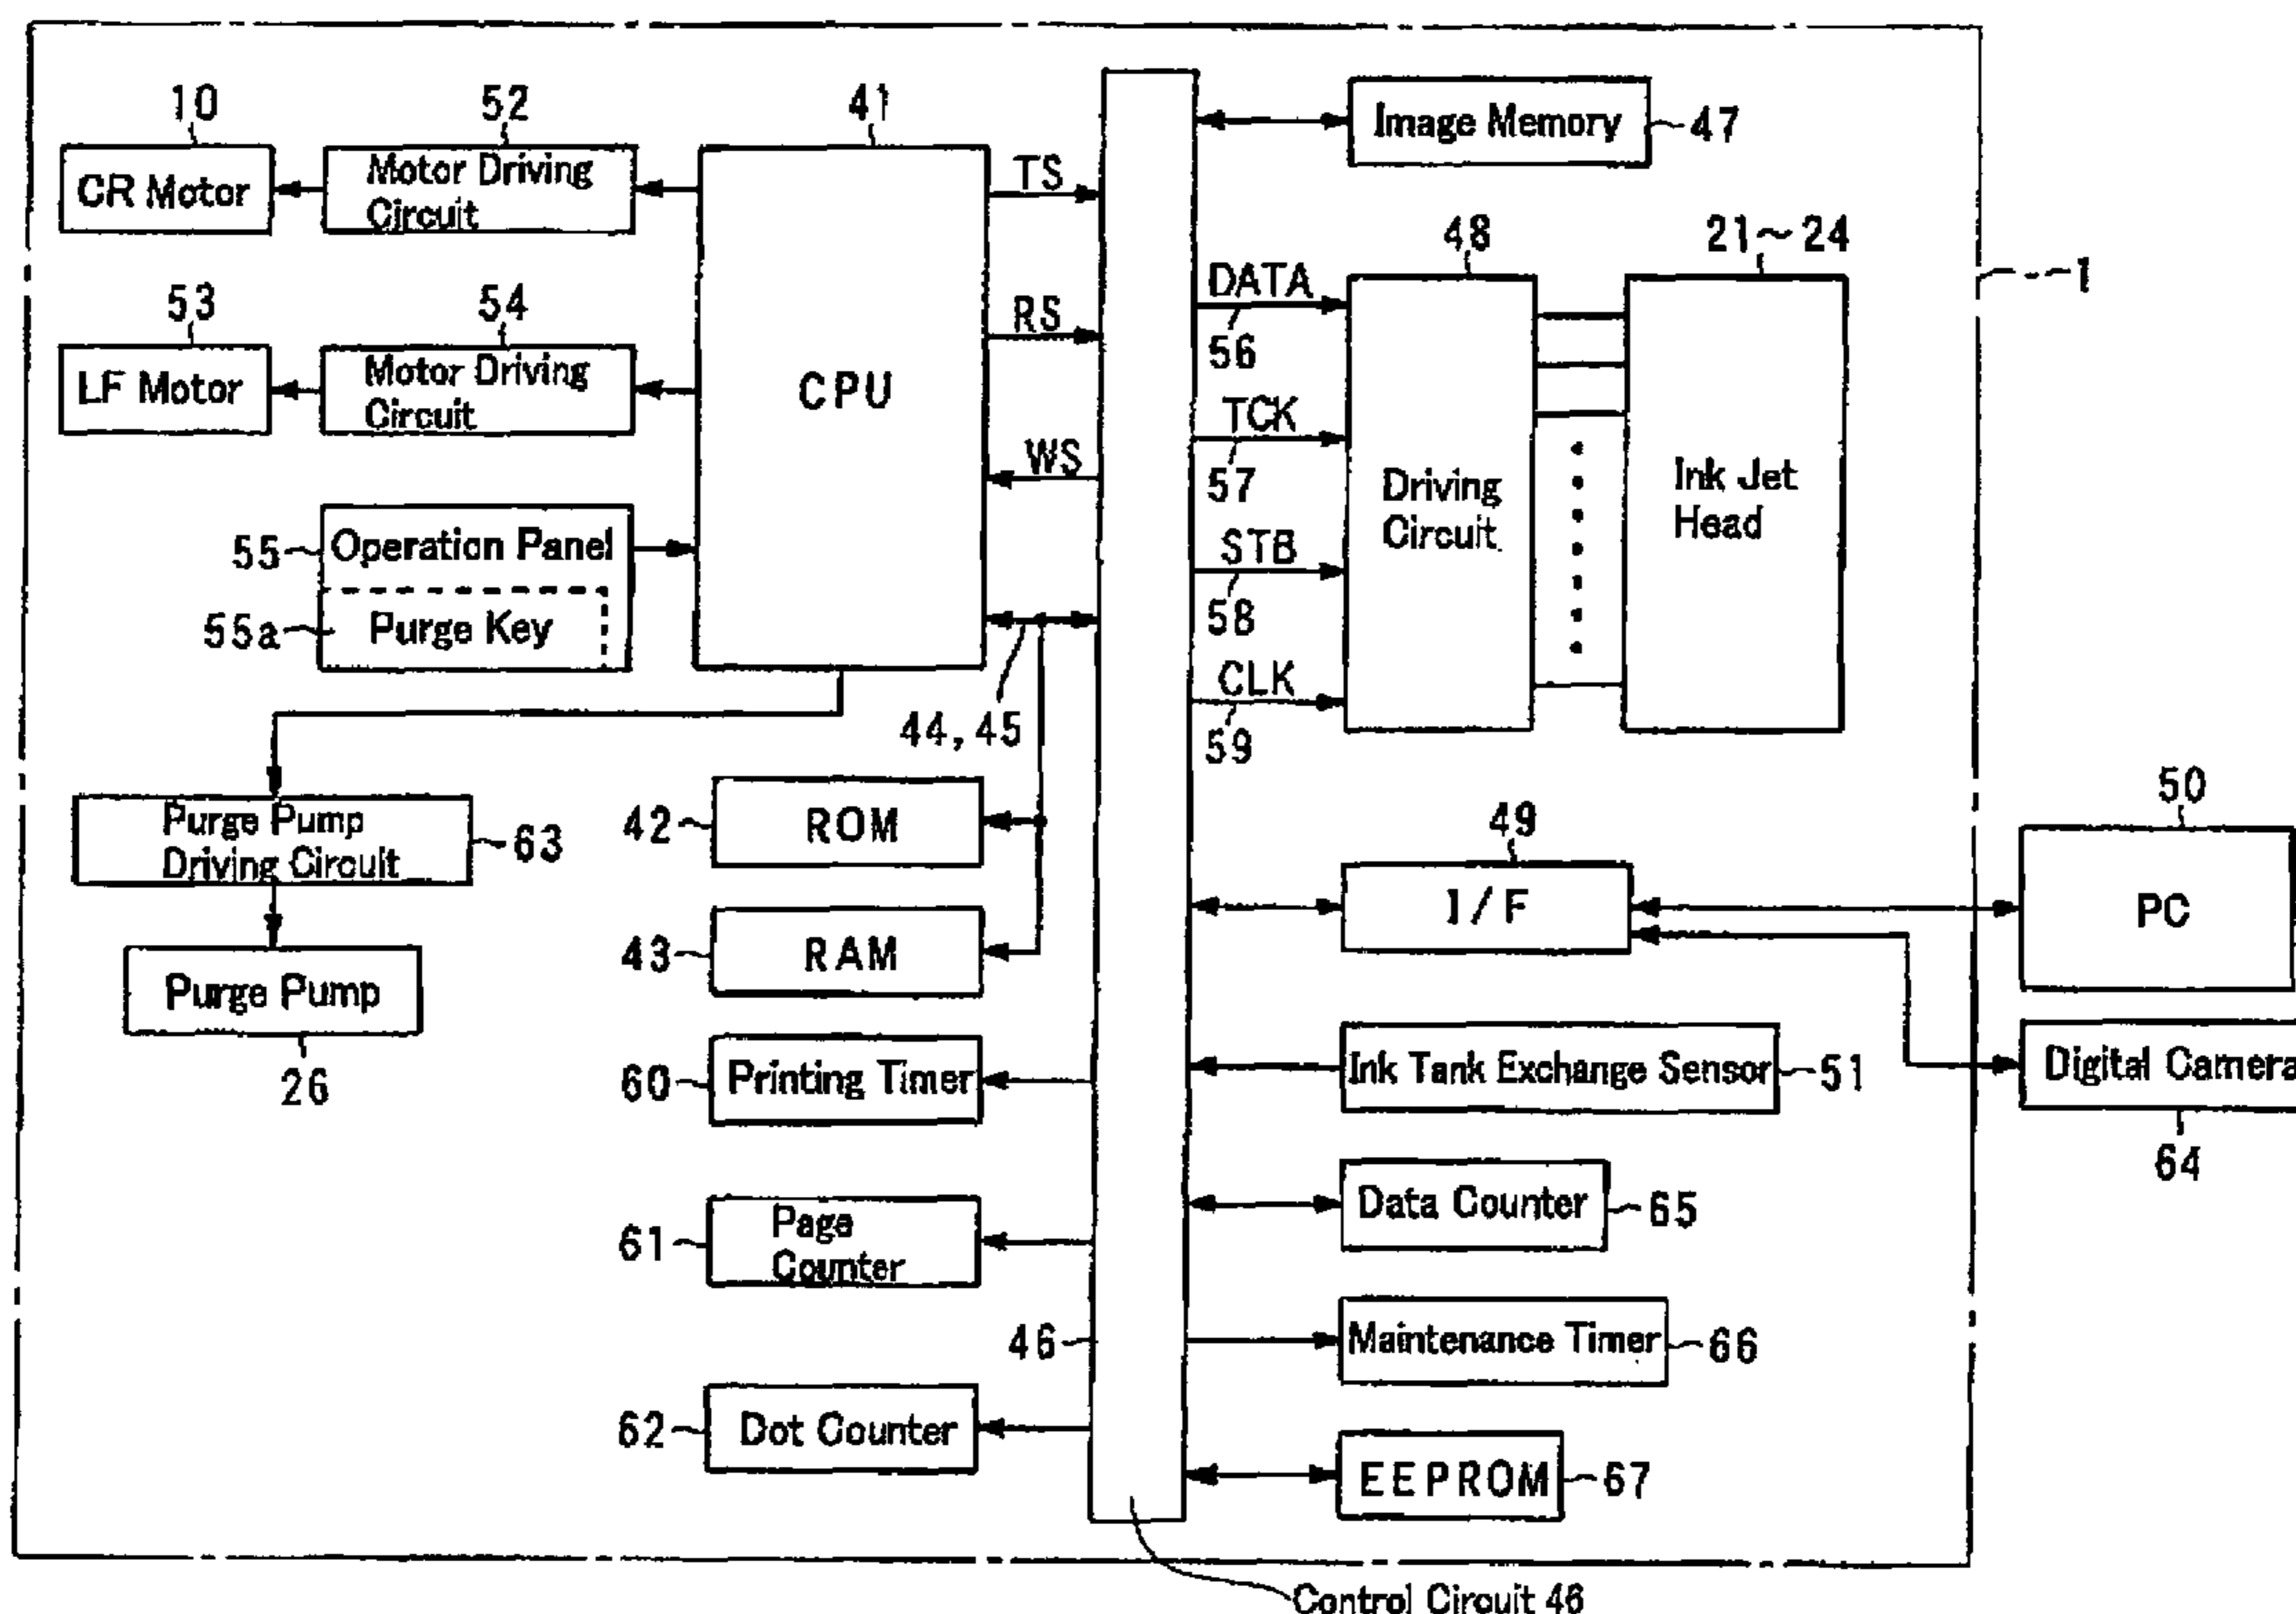 10
52
41
CR Motor
Motor Driving
Circuit
TS
Image Memory
47
53
54
LF Motor
Motor Driving
Circuit
CPU
RS
WS
48
21~24
1
DATA
56
TCK
57
STB
58
CLK
59
Driving
Circuit
Ink Jet
Head
55
Operation Panel
55a
Purge Key
44, 45
Purge Pump
Driving Circuit
63
42
ROM
49
I/F
50
PC
43
RAM
Purge Pump
26
60
Printing Timer
Ink Tank Exchange Sensor
51
Digital Camera
64
61
Page
Counter
Data Counter
65
46
Maintenance Timer
66
62
Dot Counter
EEPROM
67
Control Circuit 46